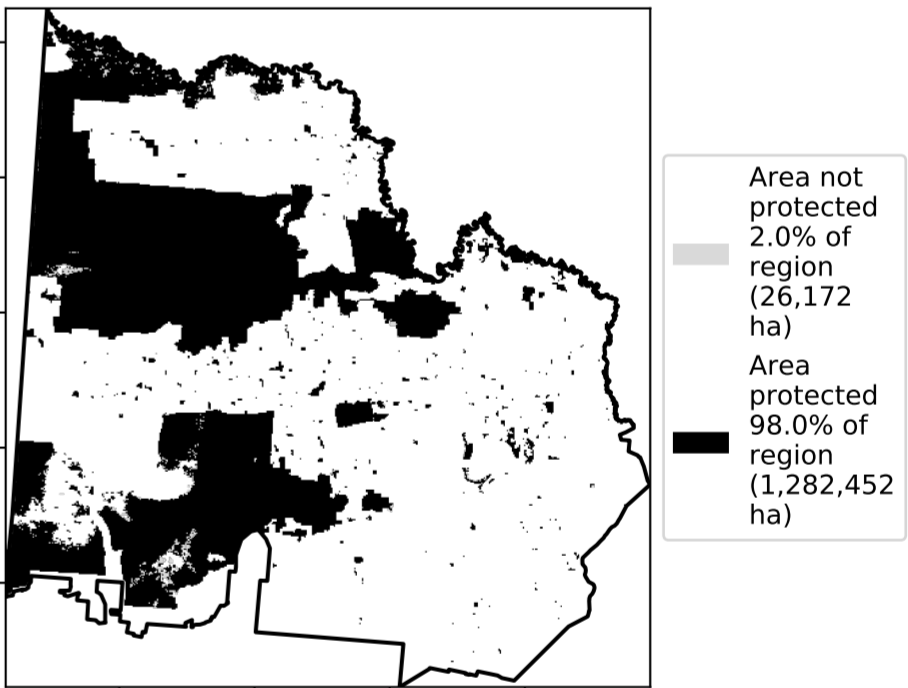 Area not
protected
2.0% of
region
(26,172
ha)
Area
protected
98.0% of
region
(1,282,452
ha)